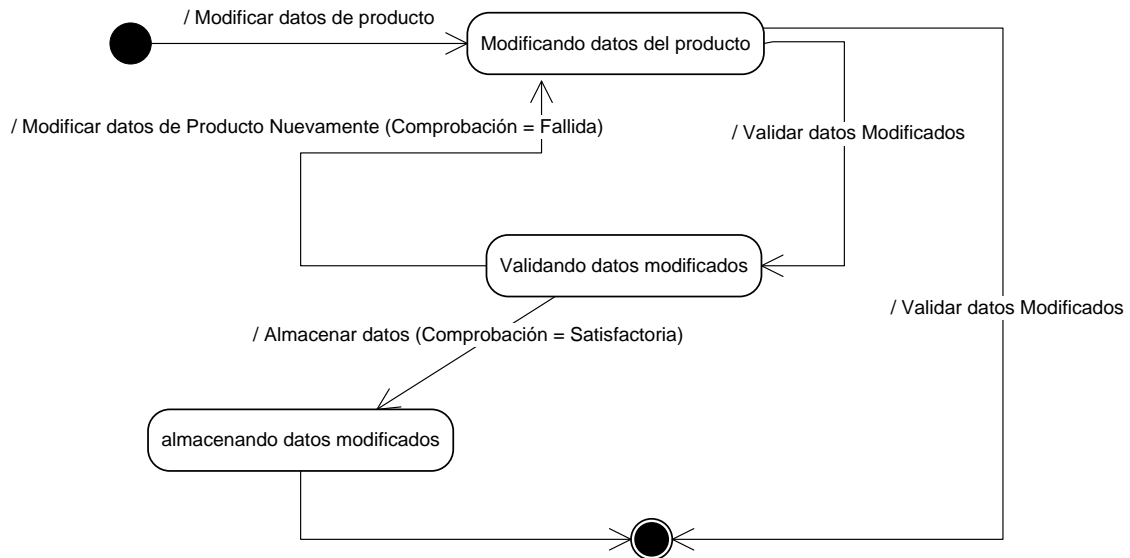 / Modificar datos de producto
Modificando datos del producto
/ Modificar datos de Producto Nuevamente (Comprobación = Fallida)
/ Validar datos Modificados
Validando datos modificados
/ Validar datos Modificados
/ Almacenar datos (Comprobación = Satisfactoria)
almacenando datos modificados